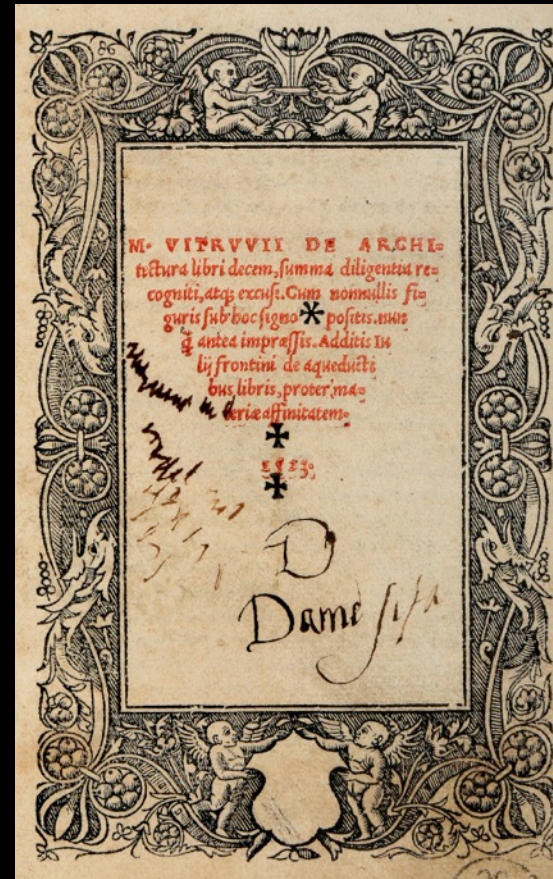 M. VITRVVII DE ARCHI=
tectura libri decem, summa diligentia re=
cogniti, atq; excusi. Cum nonnullis fi=
guris sub hoc signo * positis. nun
q̃ antea impræssis. Additis Iu
lij frontini de aqueducti
bus libris, propter, ma=
teriæ affinitatem.
1523.
D
Dame